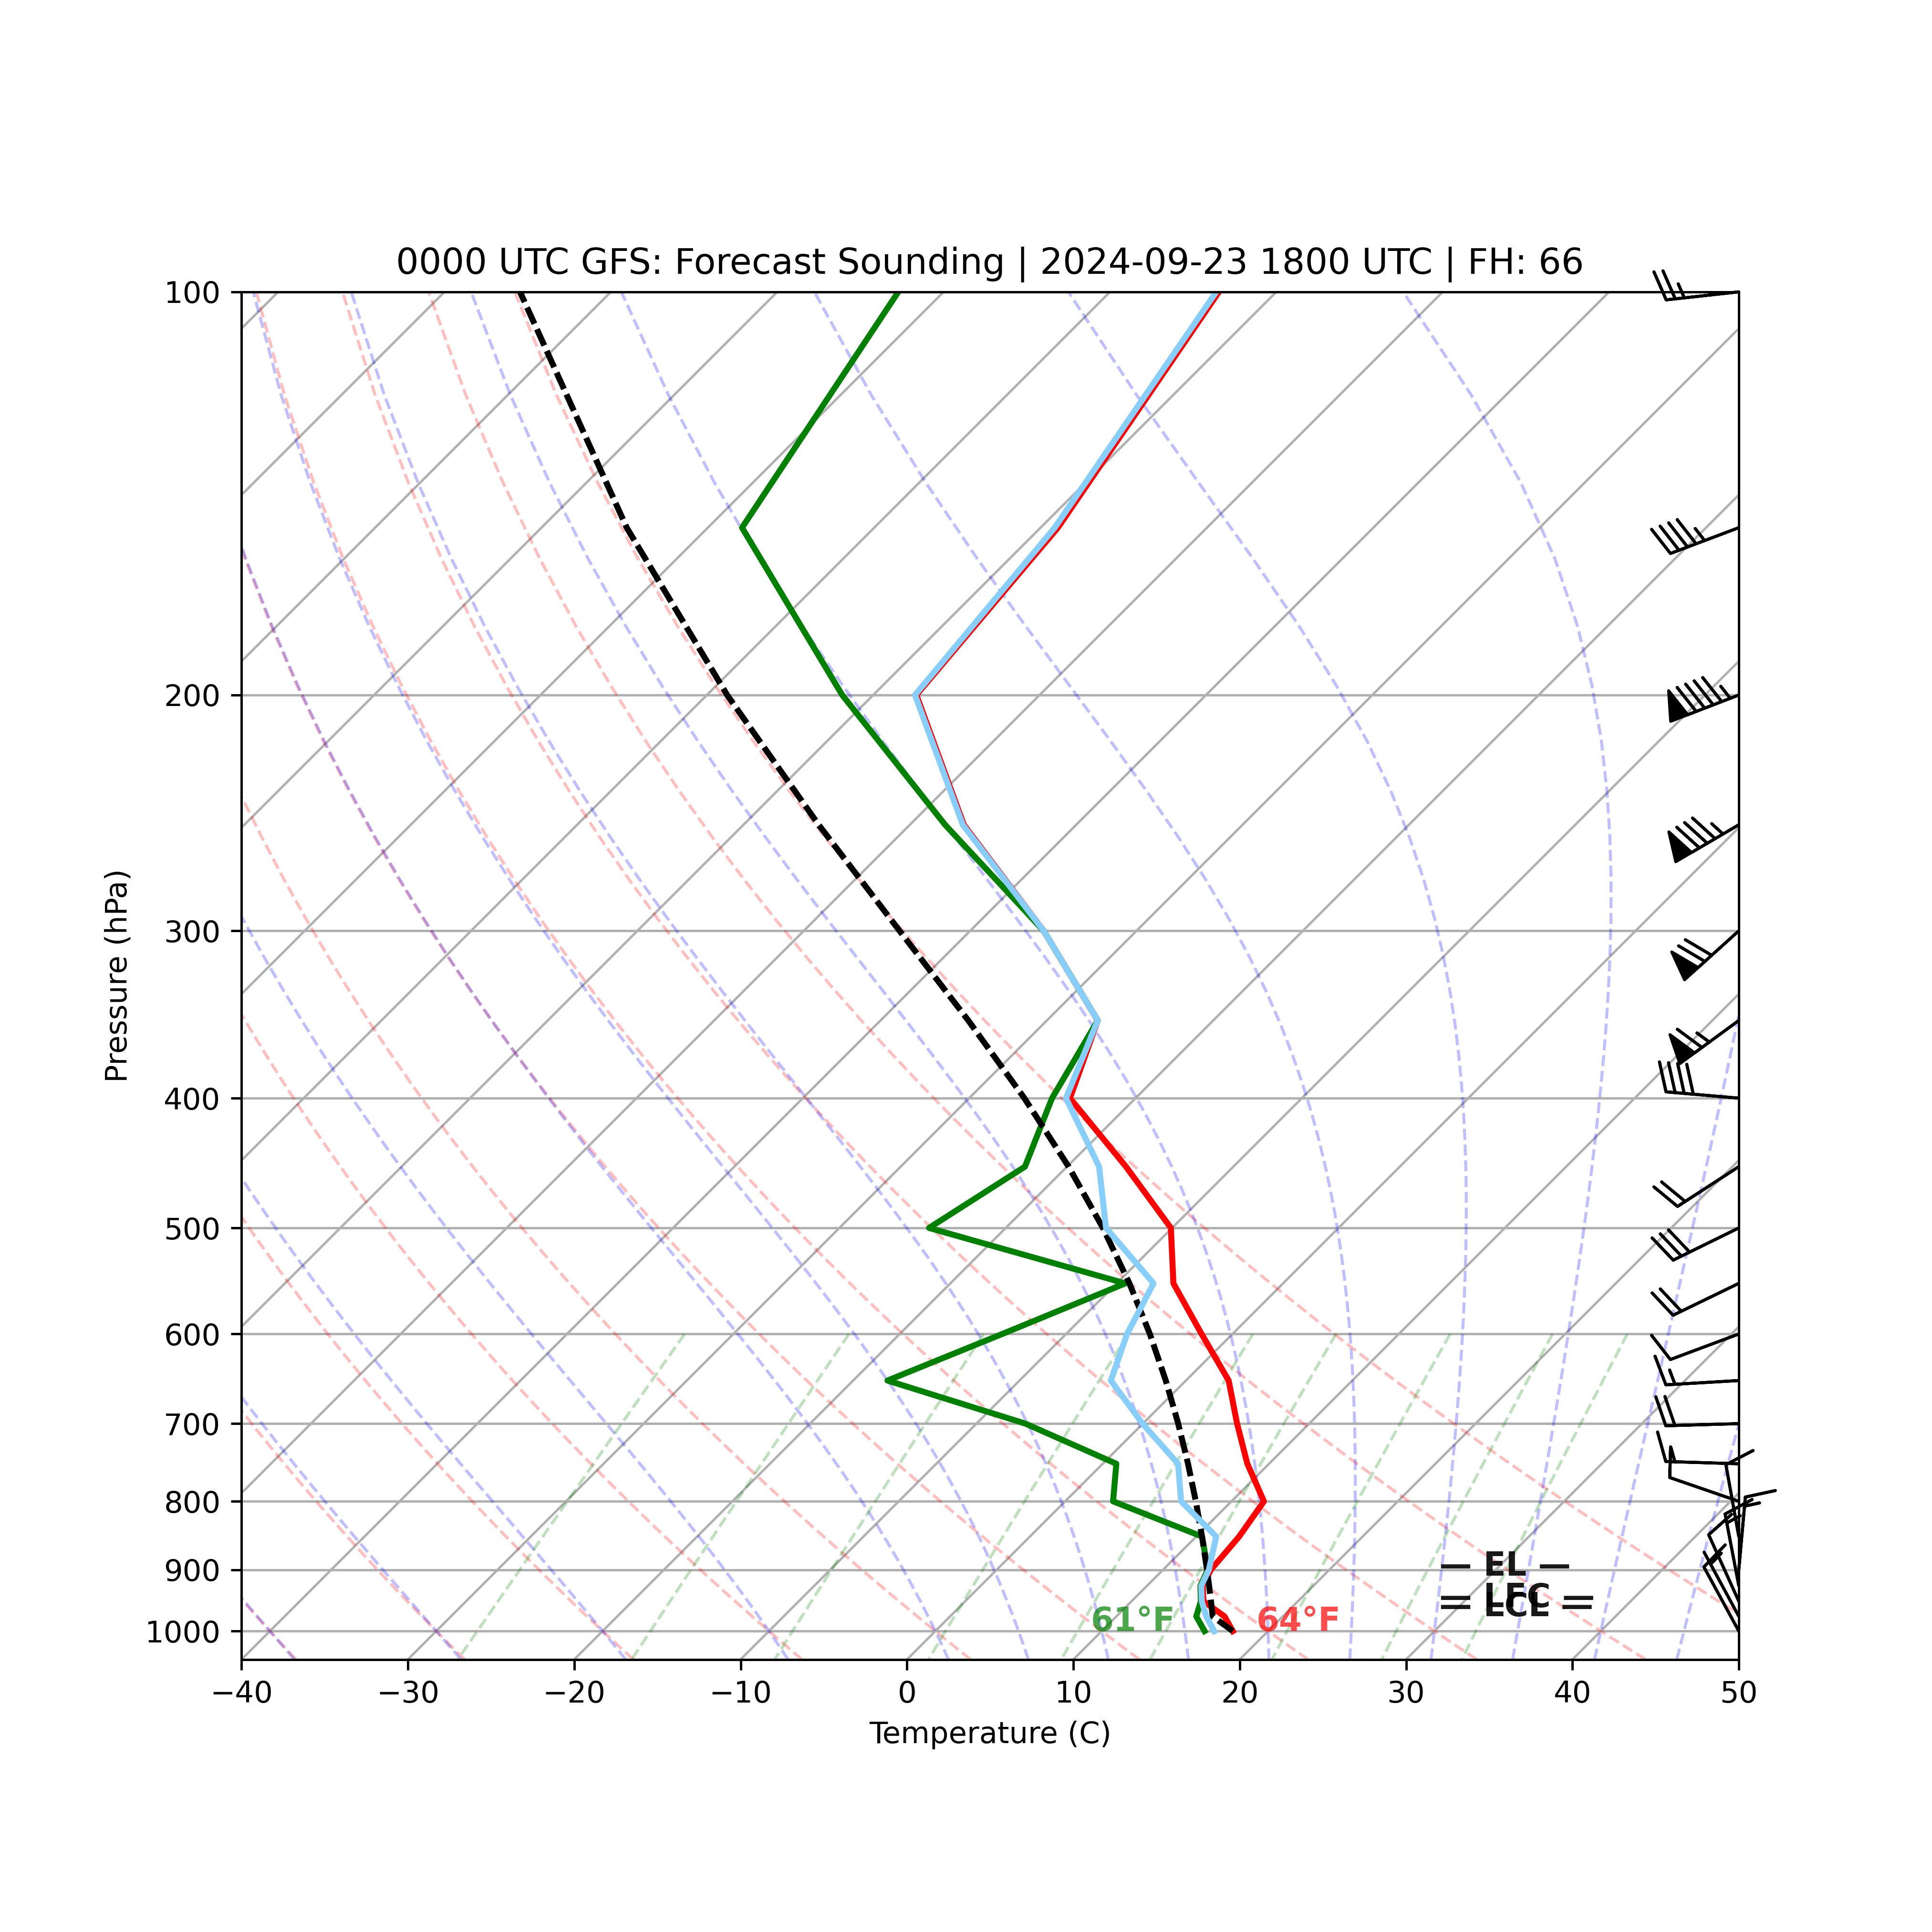 0000 UTC GFS: Forecast Sounding | 2024-09-23 1800 UTC | FH: 66
100
200
300
400
500
600
700
800
900
1000
Pressure (hPa)
— EL —
= LFC =
= LCL =
61°F
64°F
−40 −30 −20 −10 0 10 20 30 40 50
Temperature (C)